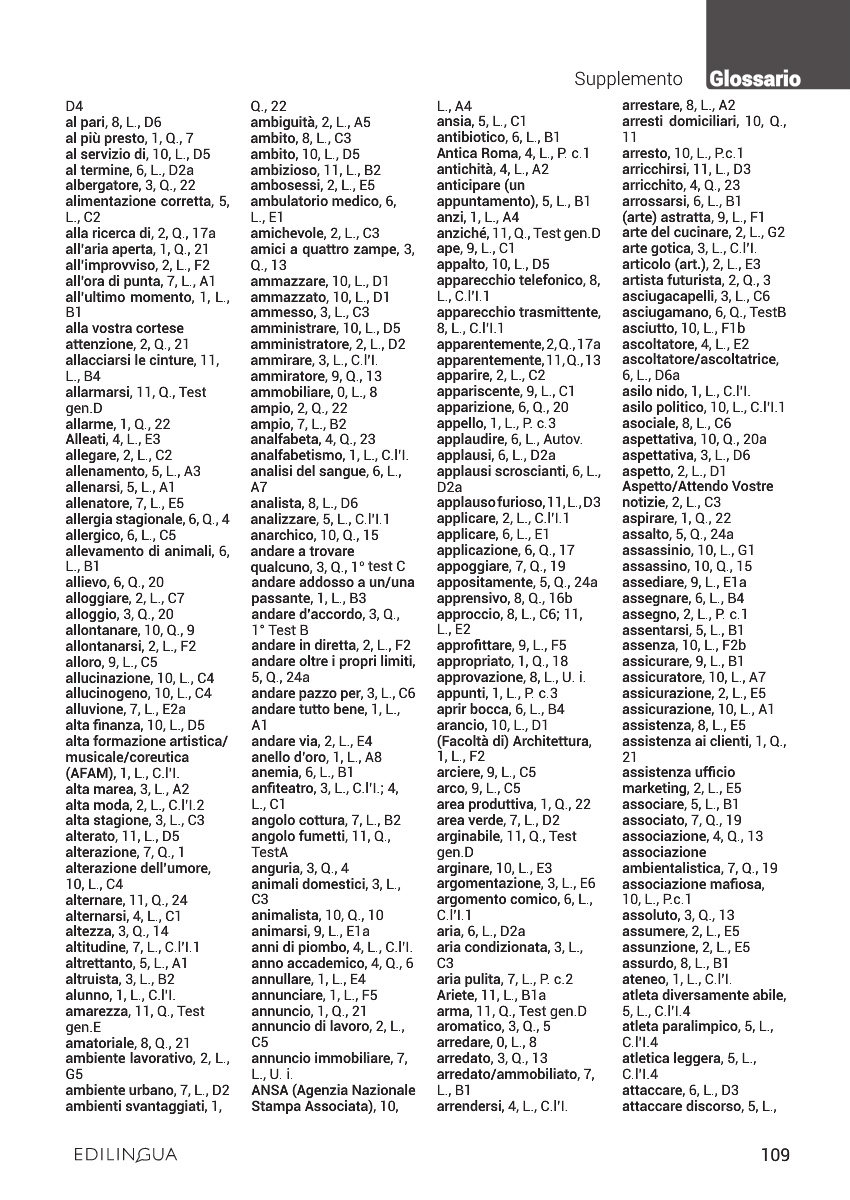 Supplemento Glossario
D4
al pari, 8, L., D6
al più presto, 1, Q., 7
al servizio di, 10, L., D5
al termine, 6, L., D2a
albergatore, 3, Q., 22
alimentazione corretta, 5,
L., C2
alla ricerca di, 2, Q., 17a
all'aria aperta, 1, Q., 21
all'improvviso, 2, L., F2
all'ora di punta, 7, L., A1
all'ultimo momento, 1, L.,
B1
alla vostra cortese
attenzione, 2, Q., 21
allacciarsi le cinture, 11,
L., B4
allarmarsi, 11, Q., Test
gen.D
allarme, 1, Q., 22
Alleati, 4, L., E3
allegare, 2, L., C2
allenamento, 5, L., A3
allenarsi, 5, L., A1
allenatore, 7, L., E5
allergia stagionale, 6, Q., 4
allergico, 6, L., C5
allevamento di animali, 6,
L., B1
allievo, 6, Q., 20
alloggiare, 2, L., C7
alloggio, 3, Q., 20
allontanare, 10, Q., 9
allontanarsi, 2, L., F2
alloro, 9, L., C5
allucinazione, 10, L., C4
allucinogeno, 10, L., C4
alluvione, 7, L., E2a
alta finanza, 10, L., D5
alta formazione artistica/
musicale/coreutica
(AFAM), 1, L., C.l'I.
alta marea, 3, L., A2
alta moda, 2, L., C.l'I.2
alta stagione, 3, L., C3
alterato, 11, L., D5
alterazione, 7, Q., 1
alterazione dell'umore,
10, L., C4
alternare, 11, Q., 24
alternarsi, 4, L., C1
altezza, 3, Q., 14
altitudine, 7, L., C.l'I.1
altrettanto, 5, L., A1
altruista, 3, L., B2
alunno, 1, L., C.l'I.
amarezza, 11, Q., Test
gen.E
amatoriale, 8, Q., 21
ambiente lavorativo, 2, L.,
G5
ambiente urbano, 7, L., D2
ambienti svantaggiati, 1,
Q., 22
ambiguità, 2, L., A5
ambito, 8, L., C3
ambito, 10, L., D5
ambizioso, 11, L., B2
ambosessi, 2, L., E5
ambulatorio medico, 6,
L., E1
amichevole, 2, L., C3
amici a quattro zampe, 3,
Q., 13
ammazzare, 10, L., D1
ammazzato, 10, L., D1
ammesso, 3, L., C3
amministrare, 10, L., D5
amministratore, 2, L., D2
ammirare, 3, L., C.l'I.
ammiratore, 9, Q., 13
ammobiliare, 0, L., 8
ampio, 2, Q., 22
ampio, 7, L., B2
analfabeta, 4, Q., 23
analfabetismo, 1, L., C.l'I.
analisi del sangue, 6, L.,
A7
analista, 8, L., D6
analizzare, 5, L., C.l'I.1
anarchico, 10, Q., 15
andare a trovare
qualcuno, 3, Q., 1° test C
andare addosso a un/una
passante, 1, L., B3
andare d'accordo, 3, Q.,
1° Test B
andare in diretta, 2, L., F2
andare oltre i propri limiti,
5, Q., 24a
andare pazzo per, 3, L., C6
andare tutto bene, 1, L.,
A1
andare via, 2, L., E4
anello d'oro, 1, L., A8
anemia, 6, L., B1
anfiteatro, 3, L., C.l'I.; 4,
L., C1
angolo cottura, 7, L., B2
angolo fumetti, 11, Q.,
TestA
anguria, 3, Q., 4
animali domestici, 3, L.,
C3
animalista, 10, Q., 10
animarsi, 9, L., E1a
anni di piombo, 4, L., C.l'I.
anno accademico, 4, Q., 6
annullare, 1, L., E4
annunciare, 1, L., F5
annuncio, 1, Q., 21
annuncio di lavoro, 2, L.,
C5
annuncio immobiliare, 7,
L., U. i.
ANSA (Agenzia Nazionale
Stampa Associata), 10,
L., A4
ansia, 5, L., C1
antibiotico, 6, L., B1
Antica Roma, 4, L., P. c.1
antichità, 4, L., A2
anticipare (un
appuntamento), 5, L., B1
anzi, 1, L., A4
anziché, 11, Q., Test gen.D
ape, 9, L., C1
appalto, 10, L., D5
apparecchio telefonico, 8,
L., C.l'I.1
apparecchio trasmittente,
8, L., C.l'I.1
apparentemente, 2, Q., 17a
apparentemente, 11, Q., 13
apparire, 2, L., C2
appariscente, 9, L., C1
apparizione, 6, Q., 20
appello, 1, L., P. c.3
applaudire, 6, L., Autov.
applausi, 6, L., D2a
applausi scroscianti, 6, L.,
D2a
applauso furioso, 11, L., D3
applicare, 2, L., C.l'I.1
applicare, 6, L., E1
applicazione, 6, Q., 17
appoggiare, 7, Q., 19
appositamente, 5, Q., 24a
apprensivo, 8, Q., 16b
approccio, 8, L., C6; 11,
L., E2
approfittare, 9, L., F5
appropriato, 1, Q., 18
approvazione, 8, L., U. i.
appunti, 1, L., P. c.3
aprir bocca, 6, L., B4
arancio, 10, L., D1
(Facoltà di) Architettura,
1, L., F2
arciere, 9, L., C5
arco, 9, L., C5
area produttiva, 1, Q., 22
area verde, 7, L., D2
arginabile, 11, Q., Test
gen.D
arginare, 10, L., E3
argomentazione, 3, L., E6
argomento comico, 6, L.,
C.l'I.1
aria, 6, L., D2a
aria condizionata, 3, L.,
C3
aria pulita, 7, L., P. c.2
Ariete, 11, L., B1a
arma, 11, Q., Test gen.D
aromatico, 3, Q., 5
arredare, 0, L., 8
arredato, 3, Q., 13
arredato/ammobiliato, 7,
L., B1
arrendersi, 4, L., C.l'I.
arrestare, 8, L., A2
arresti domiciliari, 10, Q.,
11
arresto, 10, L., P.c.1
arricchirsi, 11, L., D3
arricchito, 4, Q., 23
arrossarsi, 6, L., B1
(arte) astratta, 9, L., F1
arte del cucinare, 2, L., G2
arte gotica, 3, L., C.l'I.
articolo (art.), 2, L., E3
artista futurista, 2, Q., 3
asciugacapelli, 3, L., C6
asciugamano, 6, Q., TestB
asciutto, 10, L., F1b
ascoltatore, 4, L., E2
ascoltatore/ascoltatrice,
6, L., D6a
asilo nido, 1, L., C.l'I.
asilo politico, 10, L., C.l'I.1
asociale, 8, L., C6
aspettativa, 10, Q., 20a
aspettativa, 3, L., D6
aspetto, 2, L., D1
Aspetto/Attendo Vostre
notizie, 2, L., C3
aspirare, 1, Q., 22
assalto, 5, Q., 24a
assassinio, 10, L., G1
assassino, 10, Q., 15
assediare, 9, L., E1a
assegnare, 6, L., B4
assegno, 2, L., P. c.1
assentarsi, 5, L., B1
assenza, 10, L., F2b
assicurare, 9, L., B1
assicuratore, 10, L., A7
assicurazione, 2, L., E5
assicurazione, 10, L., A1
assistenza, 8, L., E5
assistenza ai clienti, 1, Q.,
21
assistenza ufficio
marketing, 2, L., E5
associare, 5, L., B1
associato, 7, Q., 19
associazione, 4, Q., 13
associazione
ambientalistica, 7, Q., 19
associazione mafiosa,
10, L., P.c.1
assoluto, 3, Q., 13
assumere, 2, L., E5
assunzione, 2, L., E5
assurdo, 8, L., B1
ateneo, 1, L., C.l'I.
atleta diversamente abile,
5, L., C.l'I.4
atleta paralimpico, 5, L.,
C.l'I.4
atletica leggera, 5, L.,
C.l'I.4
attaccare, 6, L., D3
attaccare discorso, 5, L.,
EDILINGUA 109